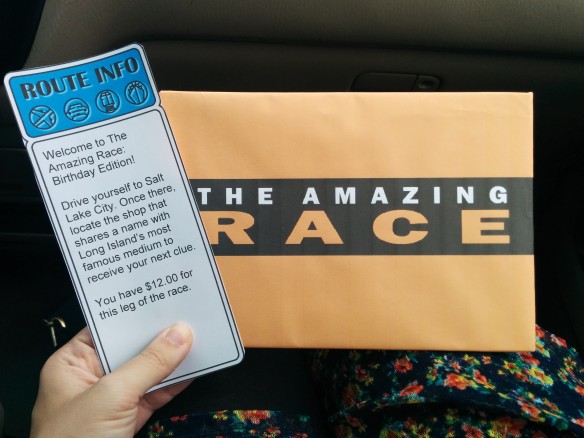 ROUTE INFO
Welcome to The
Amazing Race:
Birthday Edition!
Drive yourself to Salt
Lake City. Once there,
locate the shop that
shares a name with
Long Island's most
famous medium to
receive your next clue.
You have $12.00 for
this leg of the race.
THE AMAZING
RACE